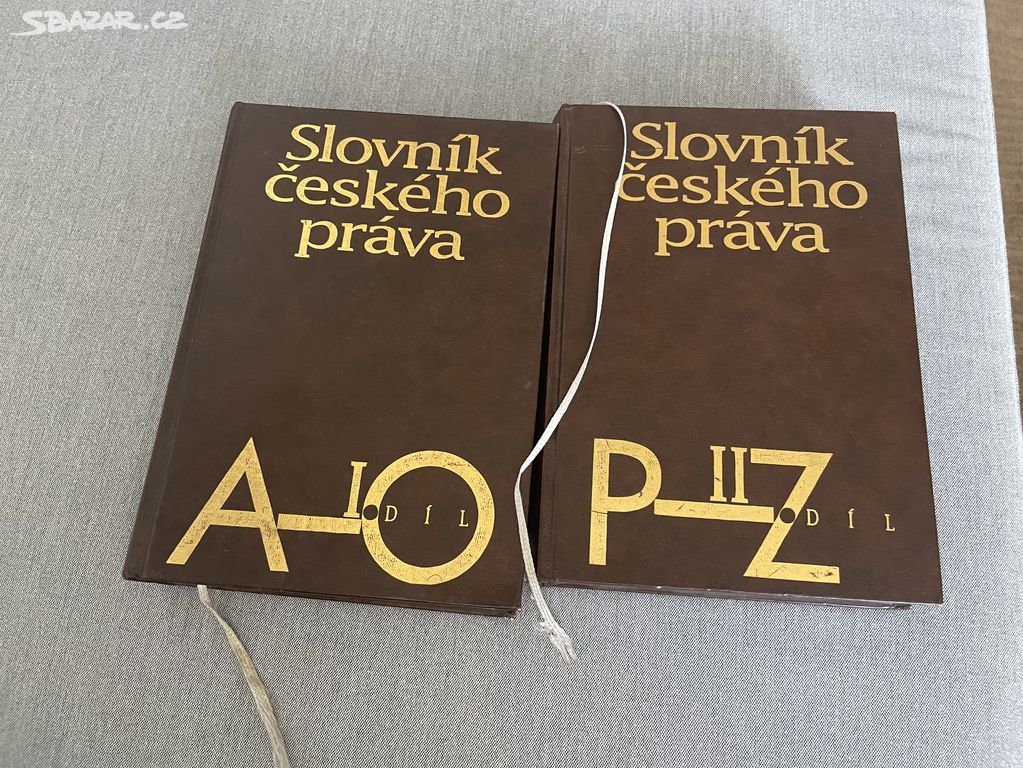 SBAZAR.CZ
Slovník
českého
práva
A-O
I. DÍL
Slovník
českého
práva
P-Z
II. DÍL